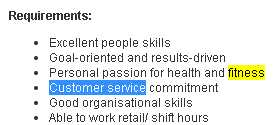 Requirements:
Excellent people skills
Goal-oriented and results-driven
Personal passion for health and fitness
Customer service commitment
Good organisational skills
Able to work retail/ shift hours